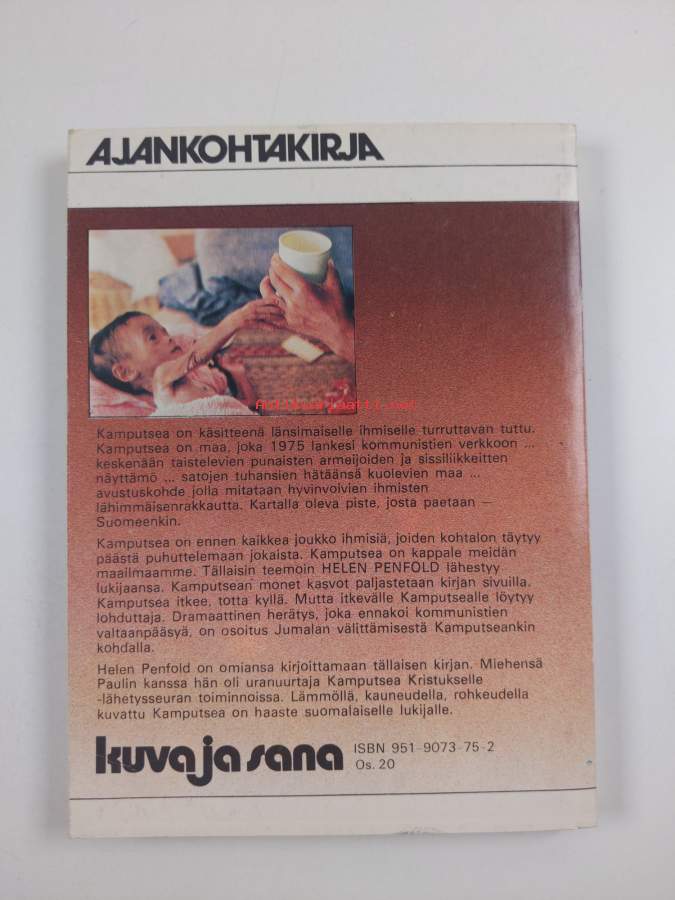 AJANKOHTAKIRJA
Antikvariaatti.net
Kamputsea on käsitteenä länsimaiselle ihmiselle turruttavan tuttu.
Kamputsea on maa, joka 1975 lankesi kommunistien verkkoon ...
keskenään taistelevien punaisten armeijoiden ja sissiliikkeitten
näyttämö ... satojen tuhansien hätäänsä kuolevien maa ...
avustuskohde jolla mitataan hyvinvoivien ihmisten
lähimmäisenrakkautta. Kartalla oleva piste, josta paetaan —
Suomeenkin.
Kamputsea on ennen kaikkea joukko ihmisiä, joiden kohtalon täytyy
päästä puhuttelemaan jokaista. Kamputsea on kappale meidän
maailmaamme. Tällaisin teemoin HELEN PENFOLD lähestyy
lukijaansa. Kamputsean monet kasvot paljastetaan kirjan sivuilla.
Kamputsea itkee, totta kyllä. Mutta itkevälle Kamputsealle löytyy
lohduttaja. Dramaattinen herätys, joka ennakoi kommunistien
valtaanpääsyä, on osoitus Jumalan välittämisestä Kamputseankin
kohdalla.
Helen Penfold on omiansa kirjoittamaan tällaisen kirjan. Miehensä
Paulin kanssa hän oli uranuurtaja Kamputsea Kristukselle
-lähetysseuran toiminnoissa. Lämmöllä, kauneudella, rohkeudella
kuvattu Kamputsea on haaste suomalaiselle lukijalle.
kuva ja sana
ISBN 951-9073-75-2
Os. 20